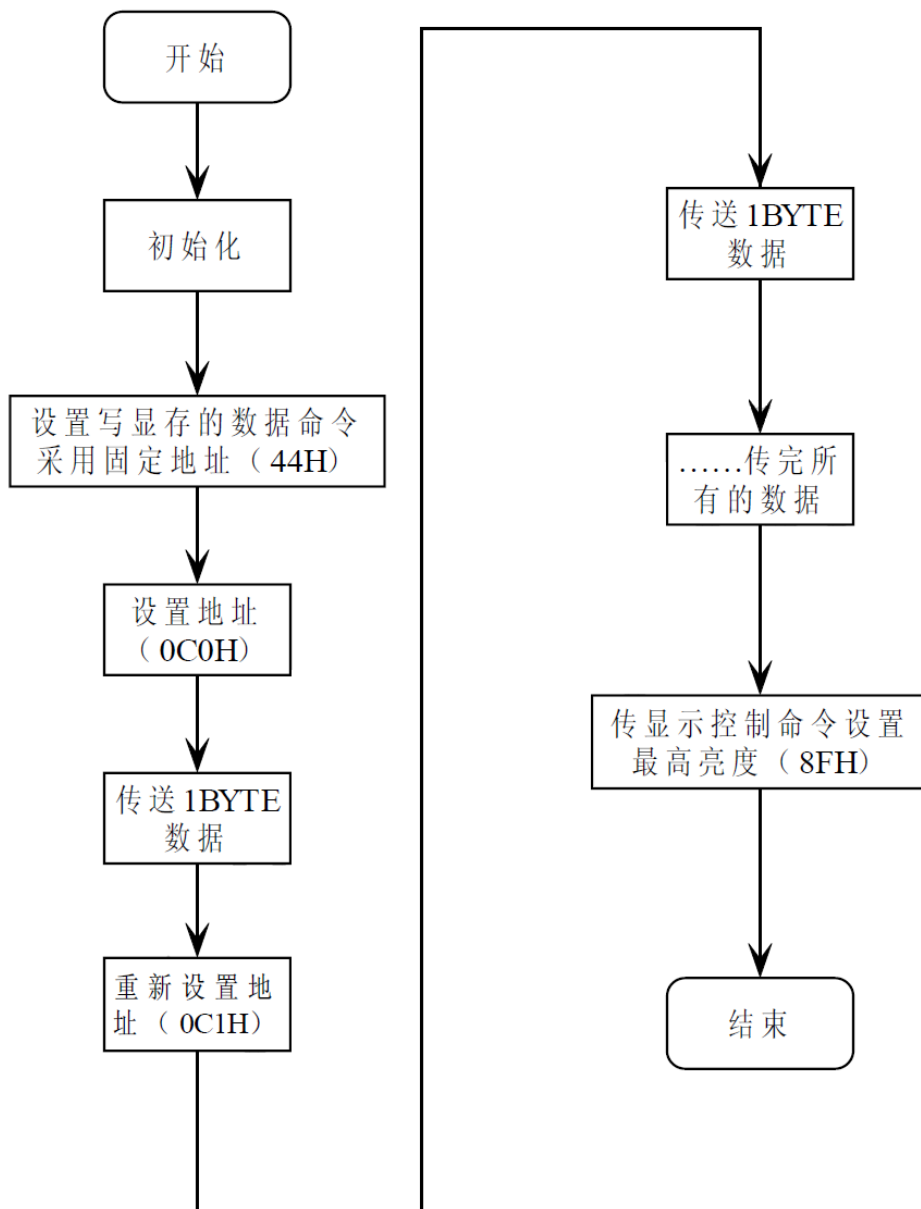 开始
初始化
设置写显存的数据命令
采用固定地址（44H）
设置地址
（0C0H）
传送1BYTE
数据
重新设置地
址（0C1H）
传送1BYTE
数据
……传完所
有的数据
传显示控制命令设置
最高亮度（8FH）
结束